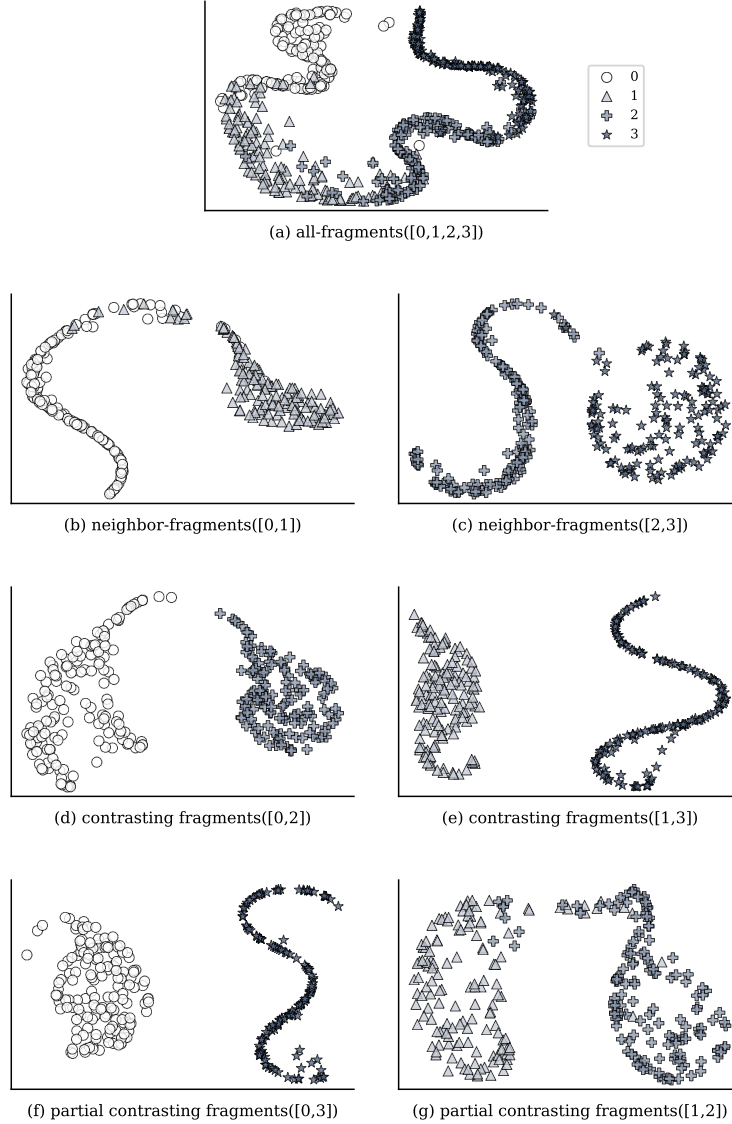 0
1
2
3
(a) all-fragments([0,1,2,3])
(b) neighbor-fragments([0,1])
(c) neighbor-fragments([2,3])
(d) contrasting fragments([0,2])
(e) contrasting fragments([1,3])
(f) partial contrasting fragments([0,3])
(g) partial contrasting fragments([1,2])